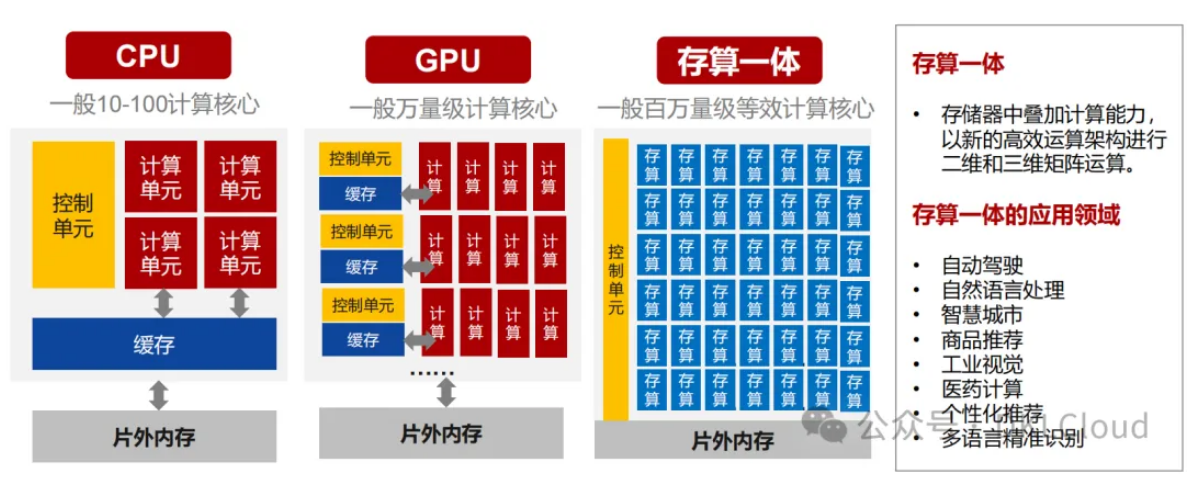 CPU
一般10-100计算核心
控制
单元
计算
单元
计算
单元
计算
单元
计算
单元
缓存
片外内存
GPU
一般万量级计算核心
控制单元
缓存
计算
计算
计算
计算
控制单元
缓存
计算
计算
计算
计算
控制单元
缓存
计算
计算
计算
计算
......
片外内存
存算一体
一般百万量级等效计算核心
控制单元
存算 存算 存算 存算 存算 存算 存算
存算 存算 存算 存算 存算 存算 存算
存算 存算 存算 存算 存算 存算 存算
存算 存算 存算 存算 存算 存算 存算
存算 存算 存算 存算 存算 存算 存算
存算 存算 存算 存算 存算 存算 存算
片外内存
存算一体
• 存储器中叠加计算能力，
以新的高效运算架构进行
二维和三维矩阵运算。
存算一体的应用领域
• 自动驾驶
• 自然语言处理
• 智慧城市
• 商品推荐
• 工业视觉
• 医药计算
• 个性化推荐
• 多语言精准识别
公众号 Cloud